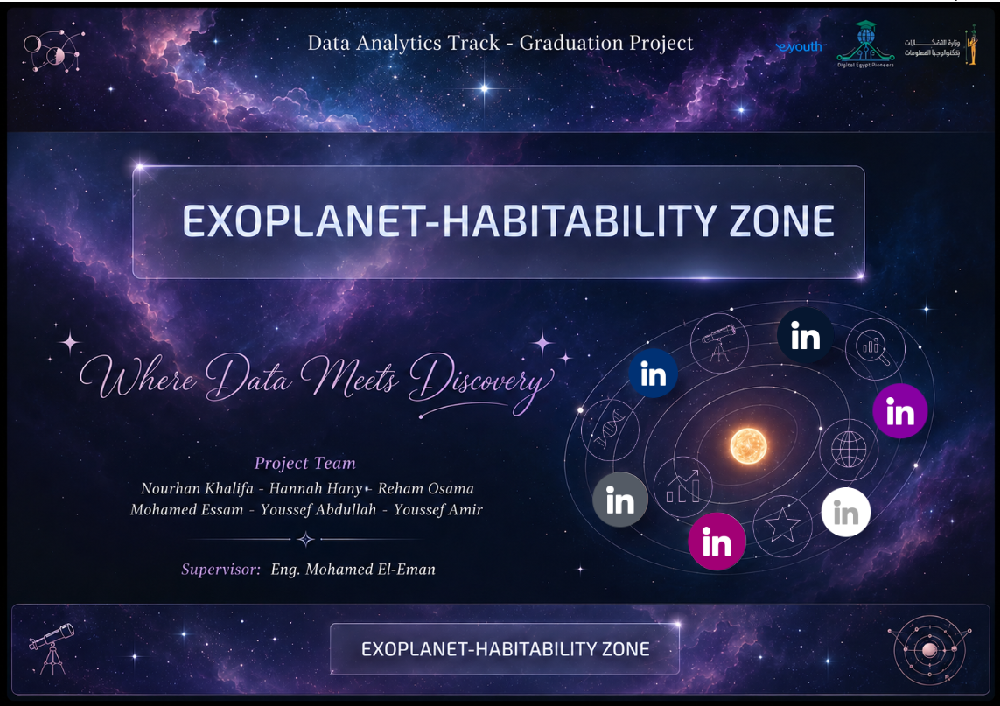 Data Analytics Track - Graduation Project
eyouth
Digital Egypt Pioneers
وزارة الاتصالات
وتكنولوجيا المعلومات
EXOPLANET-HABITABILITY ZONE
Where Data Meets Discovery
Project Team
Nourhan Khalifa - Hannah Hany - Reham Osama
Mohamed Essam - Youssef Abdullah - Youssef Amir
Supervisor: Eng. Mohamed El-Eman
in
in
in
in
in
in
in
EXOPLANET-HABITABILITY ZONE